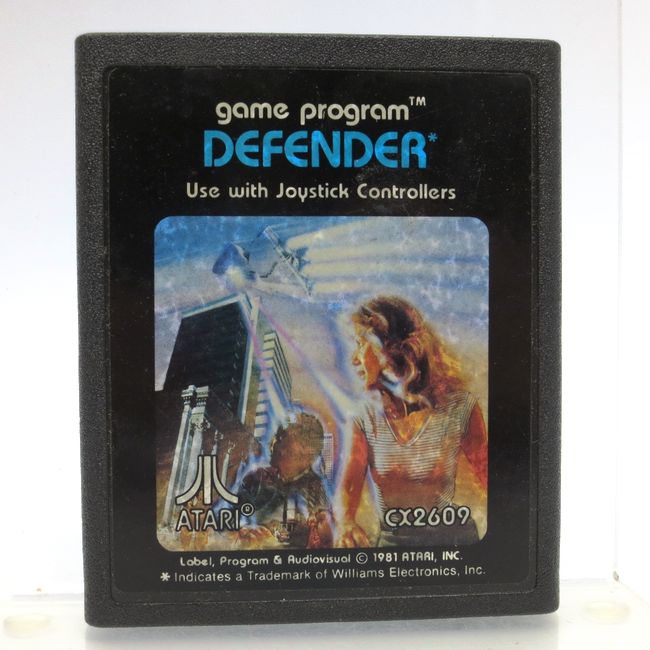 game program™
DEFENDER*
Use with Joystick Controllers
ATARI®
CX2609
Label, Program & Audiovisual © 1981 ATARI, INC.
* Indicates a Trademark of Williams Electronics, Inc.